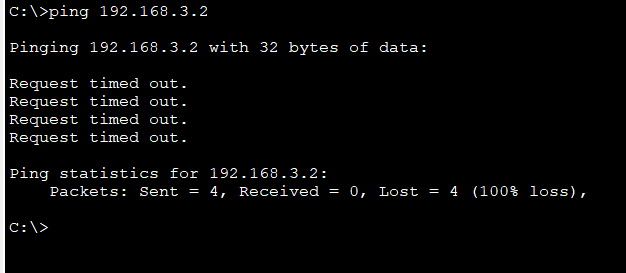 C:\>ping 192.168.3.2
Pinging 192.168.3.2 with 32 bytes of data:
Request timed out.
Request timed out.
Request timed out.
Request timed out.
Ping statistics for 192.168.3.2:
Packets: Sent = 4, Received = 0, Lost = 4 (100% loss),
C:\>